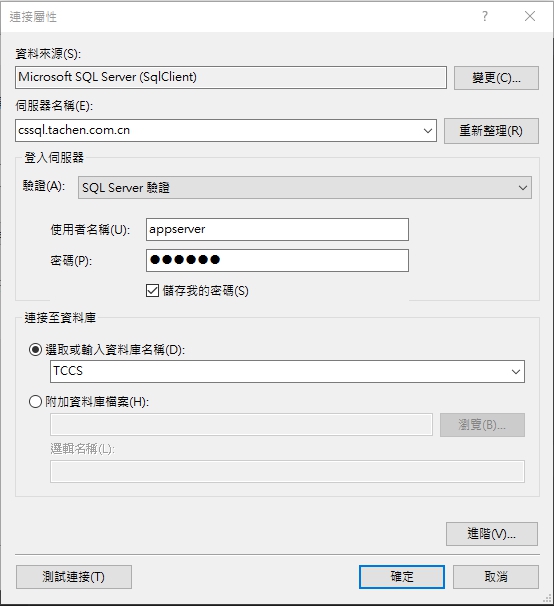 連接屬性
資料來源(S):
Microsoft SQL Server (SqlClient)
變更(C)...
伺服器名稱(E):
cssql.tachen.com.cn
重新整理(R)
登入伺服器
驗證(A):
SQL Server 驗證
使用者名稱(U):
appserver
密碼(P):
●●●●●●
儲存我的密碼(S)
連接至資料庫
選取或輸入資料庫名稱(D):
TCCS
附加資料庫檔案(H):
瀏覽(B)...
邏輯名稱(L):
進階(V)...
測試連接(T)
確定
取消